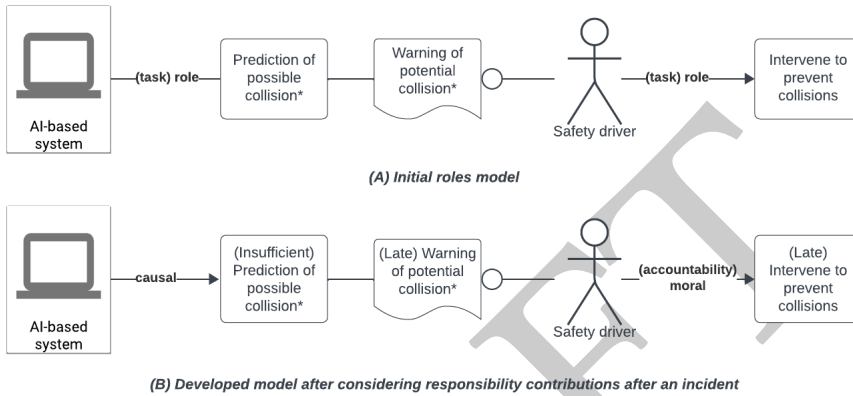 AI-based
system
(task) role
Prediction of
possible
collision*
Warning of
potential
collision*
Safety driver
(task) role
Intervene to
prevent
collisions
(A) Initial roles model
AI-based
system
causal
(Insufficient)
Prediction of
possible
collision*
(Late) Warning
of potential
collision*
Safety driver
(accountability)
moral
(Late)
Intervene to
prevent
collisions
(B) Developed model after considering responsibility contributions after an incident
FT